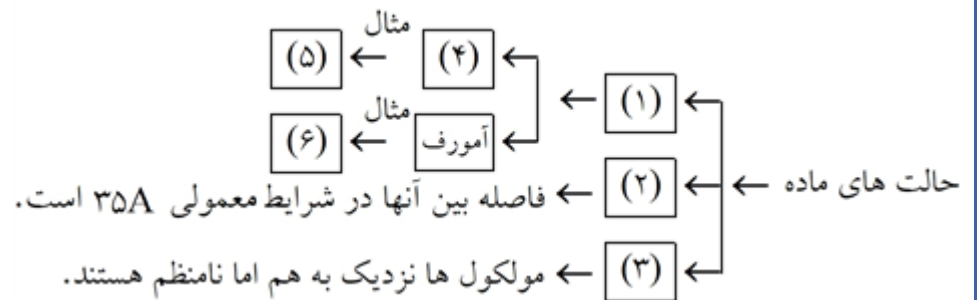 حالت های ماده ← (۱) ← (۴) ← مثال (۵)
آمورف ← مثال (۶)
(۲) ← فاصله بین آنها در شرایط معمولی ۳۵A است.
(۳) ← مولکول ها نزدیک به هم اما نامنظم هستند.